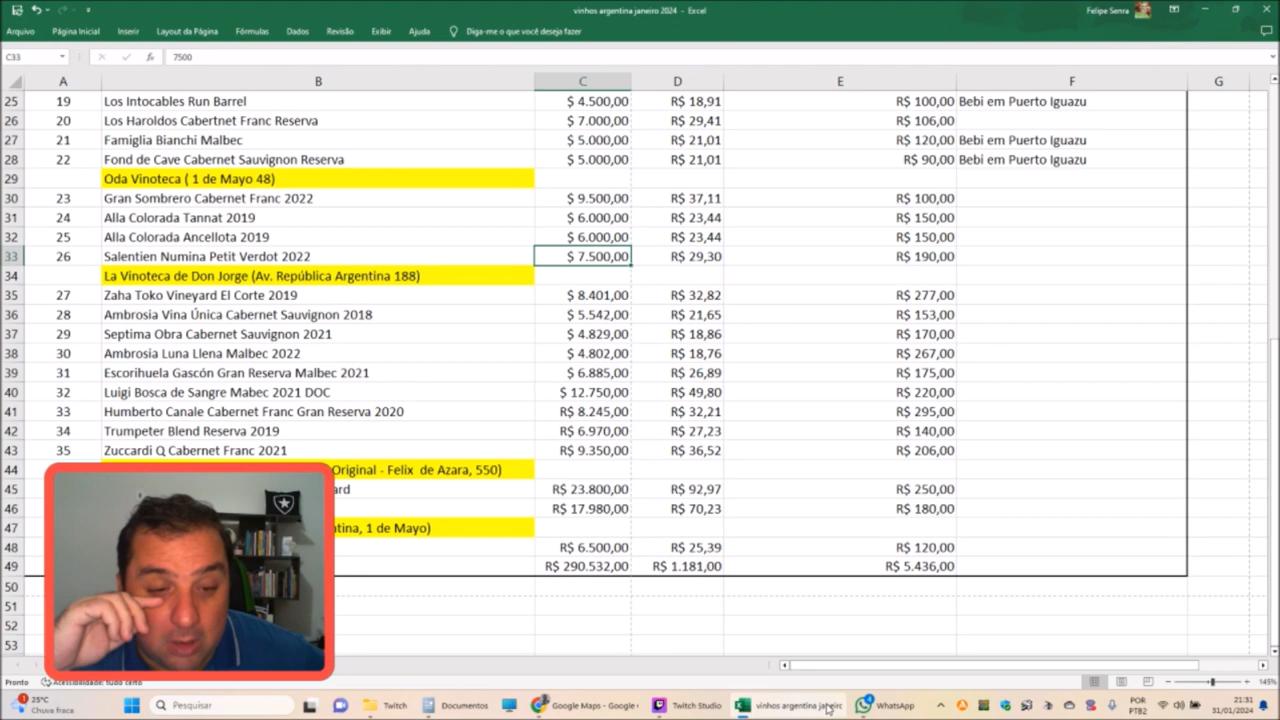 vinhos argentina janeiro 2024 - Excel
Felipe Senra
Arquivo Página Inicial Inserir Layout da Página Fórmulas Dados Revisão Exibir Ajuda Diga-me o que você deseja fazer
C33 fx 7500
A B C D E F G
25 19 Los Intocables Run Barrel $ 4.500,00 R$ 18,91 R$ 100,00 Bebi em Puerto Iguazu
26 20 Los Haroldos Cabertnet Franc Reserva $ 7.000,00 R$ 29,41 R$ 106,00
27 21 Famiglia Bianchi Malbec $ 5.000,00 R$ 21,01 R$ 120,00 Bebi em Puerto Iguazu
28 22 Fond de Cave Cabernet Sauvignon Reserva $ 5.000,00 R$ 21,01 R$ 90,00 Bebi em Puerto Iguazu
29 Oda Vinoteca ( 1 de Mayo 48)
30 23 Gran Sombrero Cabernet Franc 2022 $ 9.500,00 R$ 37,11 R$ 100,00
31 24 Alla Colorada Tannat 2019 $ 6.000,00 R$ 23,44 R$ 150,00
32 25 Alla Colorada Ancellota 2019 $ 6.000,00 R$ 23,44 R$ 150,00
33 26 Salentien Numina Petit Verdot 2022 $ 7.500,00 R$ 29,30 R$ 190,00
34 La Vinoteca de Don Jorge (Av. República Argentina 188)
35 27 Zaha Toko Vineyard El Corte 2019 $ 8.401,00 R$ 32,82 R$ 277,00
36 28 Ambrosia Vina Única Cabernet Sauvignon 2018 $ 5.542,00 R$ 21,65 R$ 153,00
37 29 Septima Obra Cabernet Sauvignon 2021 $ 4.829,00 R$ 18,86 R$ 170,00
38 30 Ambrosia Luna Llena Malbec 2022 $ 4.802,00 R$ 18,76 R$ 267,00
39 31 Escorihuela Gascón Gran Reserva Malbec 2021 $ 6.885,00 R$ 26,89 R$ 175,00
40 32 Luigi Bosca de Sangre Mabec 2021 DOC $ 12.750,00 R$ 49,80 R$ 220,00
41 33 Humberto Canale Cabernet Franc Gran Reserva 2020 R$ 8.245,00 R$ 32,21 R$ 295,00
42 34 Trumpeter Blend Reserva 2019 R$ 6.970,00 R$ 27,23 R$ 140,00
43 35 Zuccardi Q Cabernet Franc 2021 R$ 9.350,00 R$ 36,52 R$ 206,00
44 Original - Felix de Azara, 550)
45 ard R$ 23.800,00 R$ 92,97 R$ 250,00
46 R$ 17.980,00 R$ 70,23 R$ 180,00
47 tina, 1 de Mayo)
48 R$ 6.500,00 R$ 25,39 R$ 120,00
49 R$ 290.532,00 R$ 1.181,00 R$ 5.436,00
50
51
52
53
Pronto Acessibilidade: tudo certo 145%
25°C
Chuva fraca
Pesquisar Twitch Documentos Google Maps - Google Twitch Studio vinhos argentina janeiro WhatsApp
POR
PTB2
21:31
31/01/2024